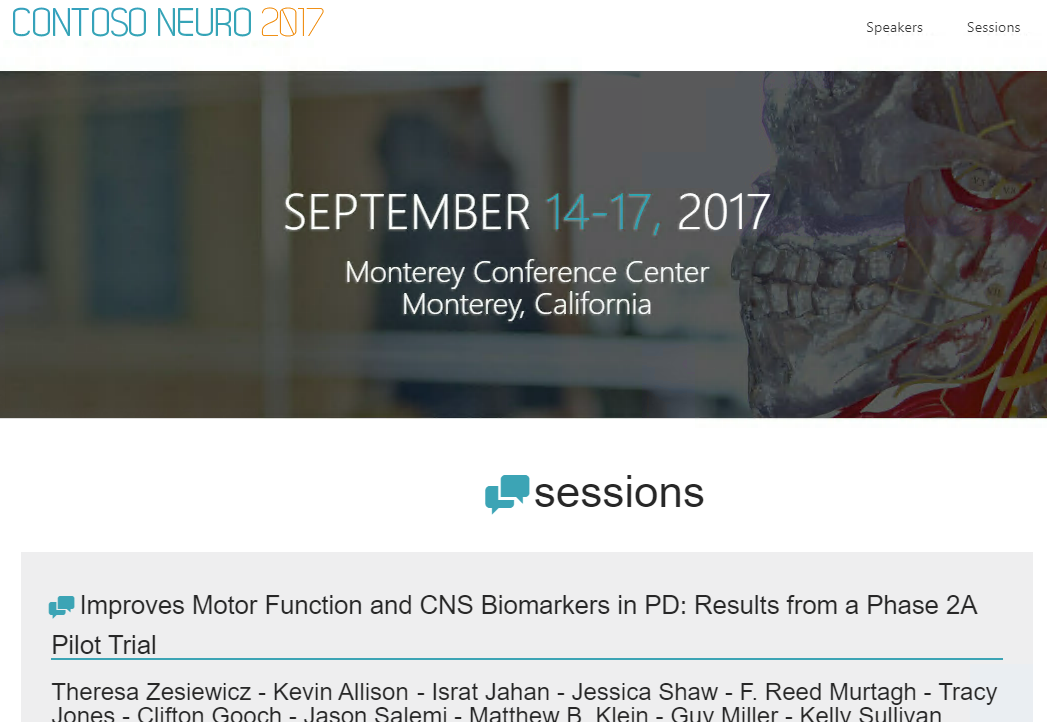 CONTOSO NEURO 2017
Speakers
Sessions
SEPTEMBER 14-17, 2017
Monterey Conference Center
Monterey, California
sessions
Improves Motor Function and CNS Biomarkers in PD: Results from a Phase 2A
Pilot Trial
Theresa Zesiewicz - Kevin Allison - Israt Jahan - Jessica Shaw - F. Reed Murtagh - Tracy
Jones - Clifton Gooch - Jason Salemi - Matthew B. Klein - Guy Miller - Kelly Sullivan